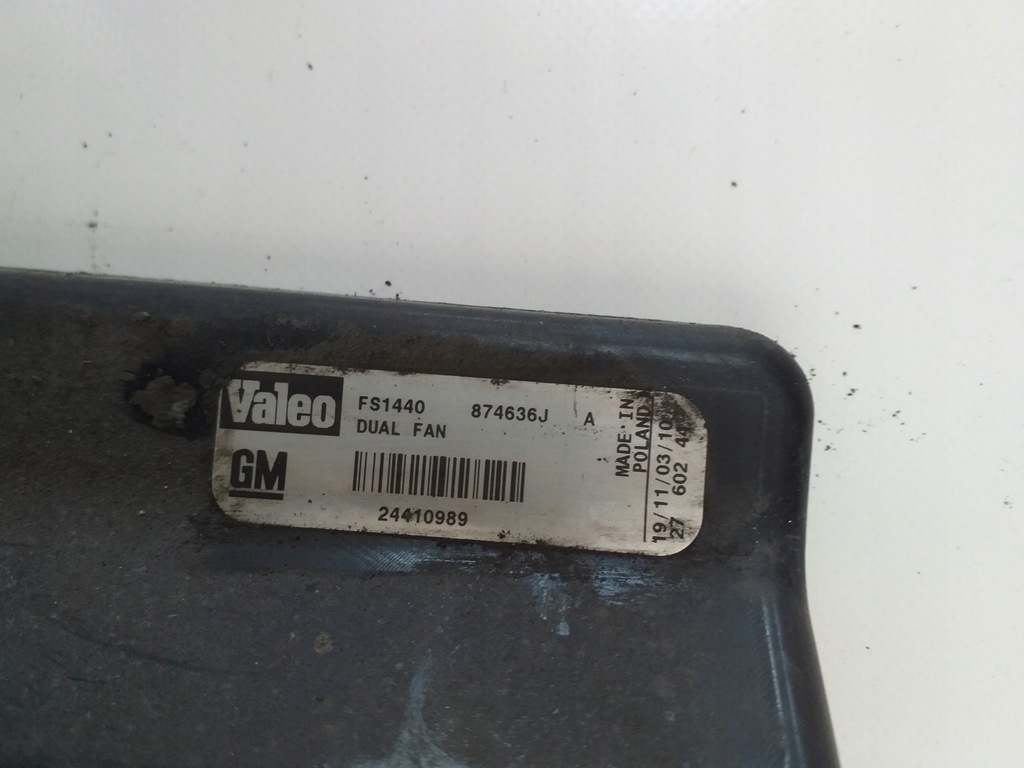 Valeo FS1440 874636J A
DUAL FAN
GM
24410989
MADE IN
POLAND
19/11/03/10
27 602